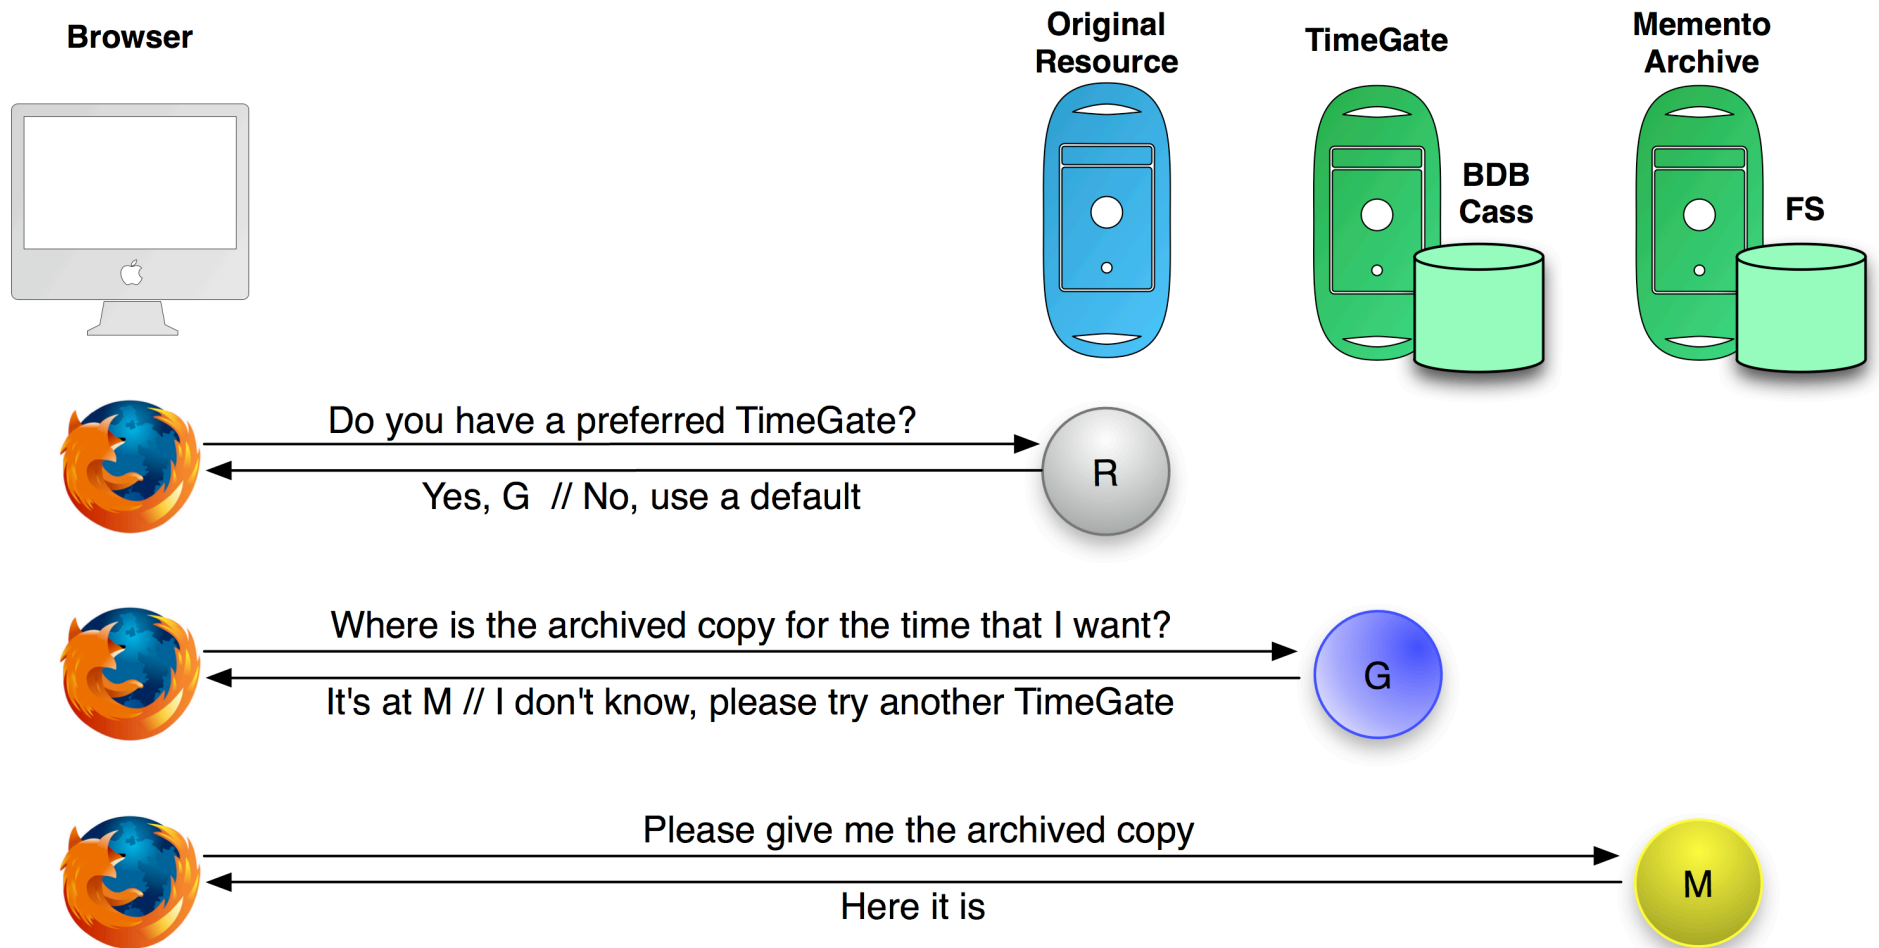 Browser
Original
Resource
TimeGate
Memento
Archive
BDB
Cass
FS
Do you have a preferred TimeGate?
R
Yes, G // No, use a default
Where is the archived copy for the time that I want?
G
It's at M // I don't know, please try another TimeGate
Please give me the archived copy
M
Here it is